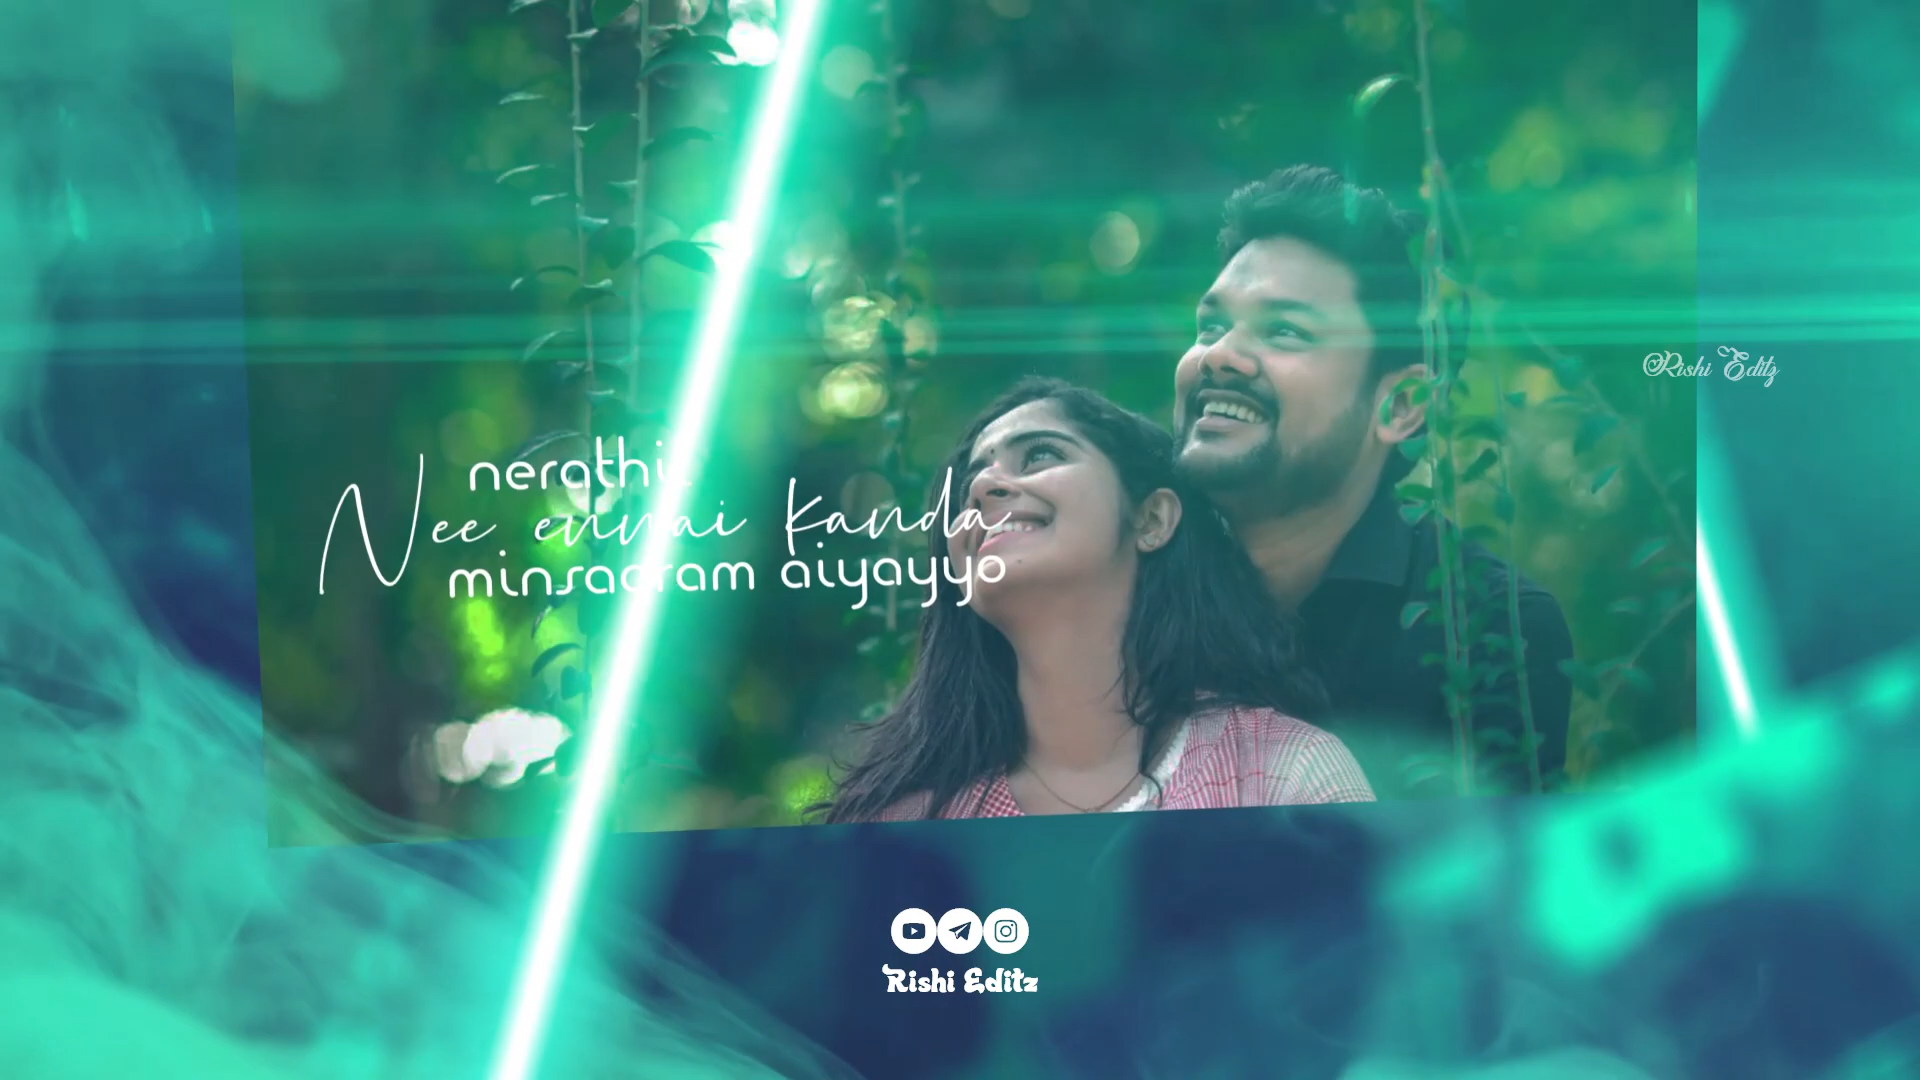 nerathil
Nee ennai Kanda
minsaaram aiyayyo
Rishi Editz
Rishi Editz